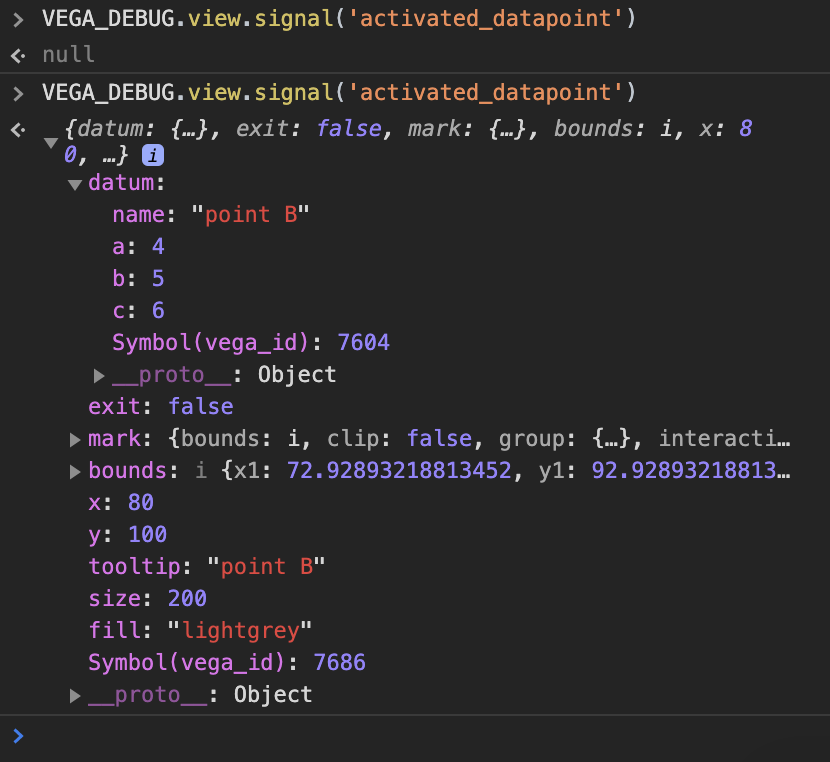 > VEGA_DEBUG.view.signal('activated_datapoint')
null
> VEGA_DEBUG.view.signal('activated_datapoint')
{datum: {…}, exit: false, mark: {…}, bounds: i, x: 8
0, …} i
datum:
name: "point B"
a: 4
b: 5
c: 6
Symbol(vega_id): 7604
__proto__: Object
exit: false
mark: {bounds: i, clip: false, group: {…}, interacti…
bounds: i {x1: 72.92893218813452, y1: 92.92893218813…
x: 80
y: 100
tooltip: "point B"
size: 200
fill: "lightgrey"
Symbol(vega_id): 7686
__proto__: Object
>